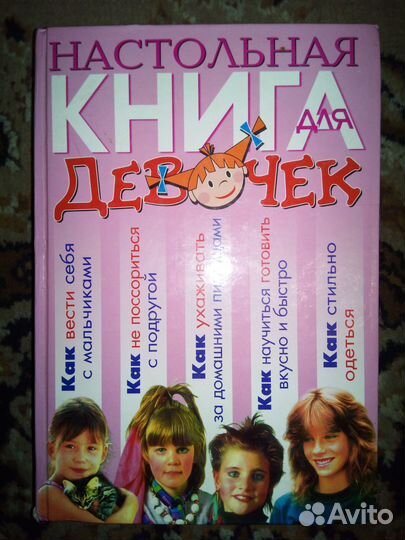 НАСТОЛЬНАЯ
КНИГА
ДЛЯ
ДЕВОЧЕК
Как вести себя
с мальчиками
Как не поссориться
с подругой
Как ухаживать
за домашними питомцами
Как научиться готовить
вкусно и быстро
Как стильно
одеться
Avito